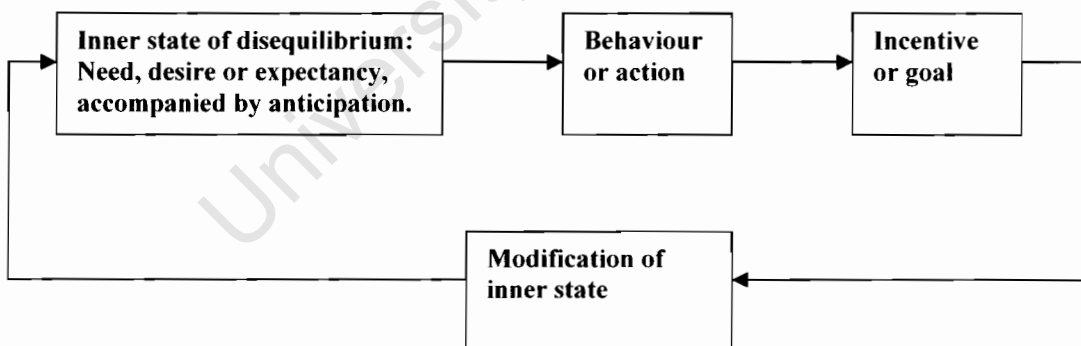 Inner state of disequilibrium:
Need, desire or expectancy,
accompanied by anticipation.
Behaviour
or action
Incentive
or goal
Modification of
inner state
Universit